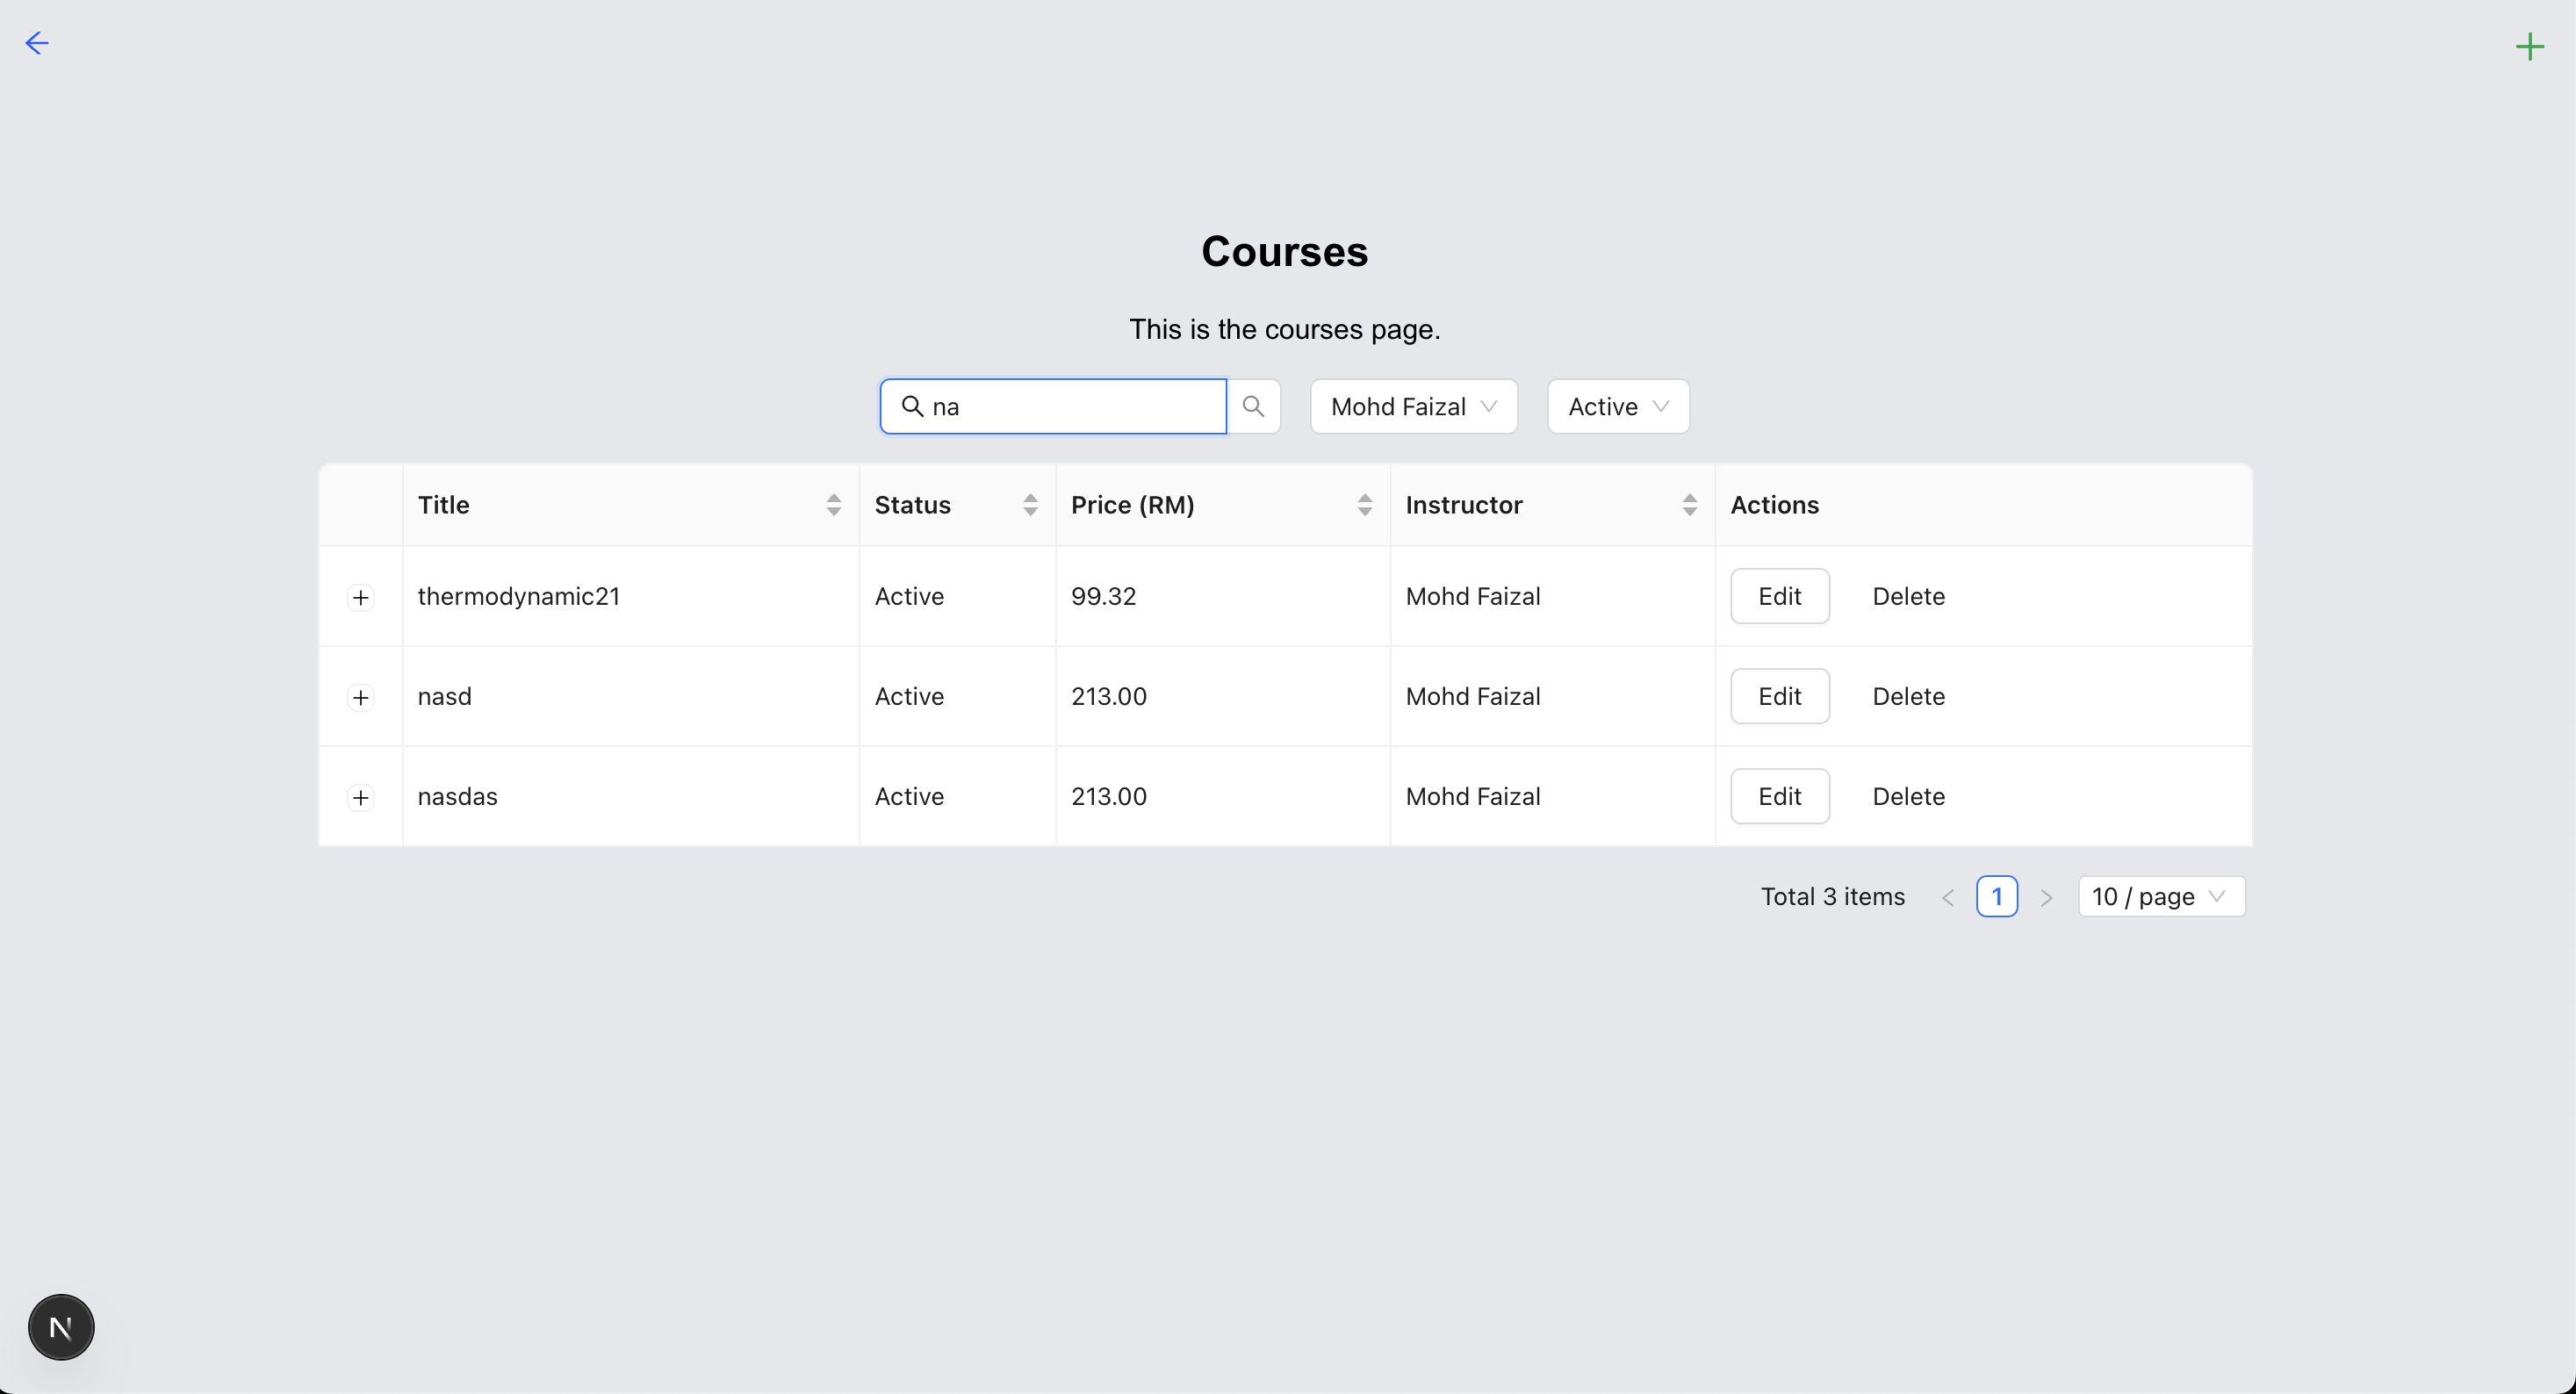 Courses
This is the courses page.
na Mohd Faizal Active
Title Status Price (RM) Instructor Actions
thermodynamic21 Active 99.32 Mohd Faizal Edit Delete
nasd Active 213.00 Mohd Faizal Edit Delete
nasdas Active 213.00 Mohd Faizal Edit Delete
Total 3 items 1 10 / page
N